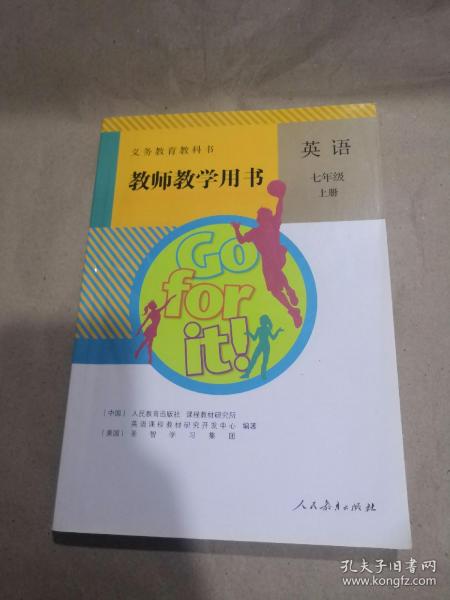 义务教育教科书
教师教学用书
英语
七年级
上册
Go
for
it!
(中国) 人民教育出版社 课程教材研究所
英语课程教材研究开发中心 编著
(美国) 圣智学习集团
人民教育出版社
孔夫子旧书网
www.kongfz.com